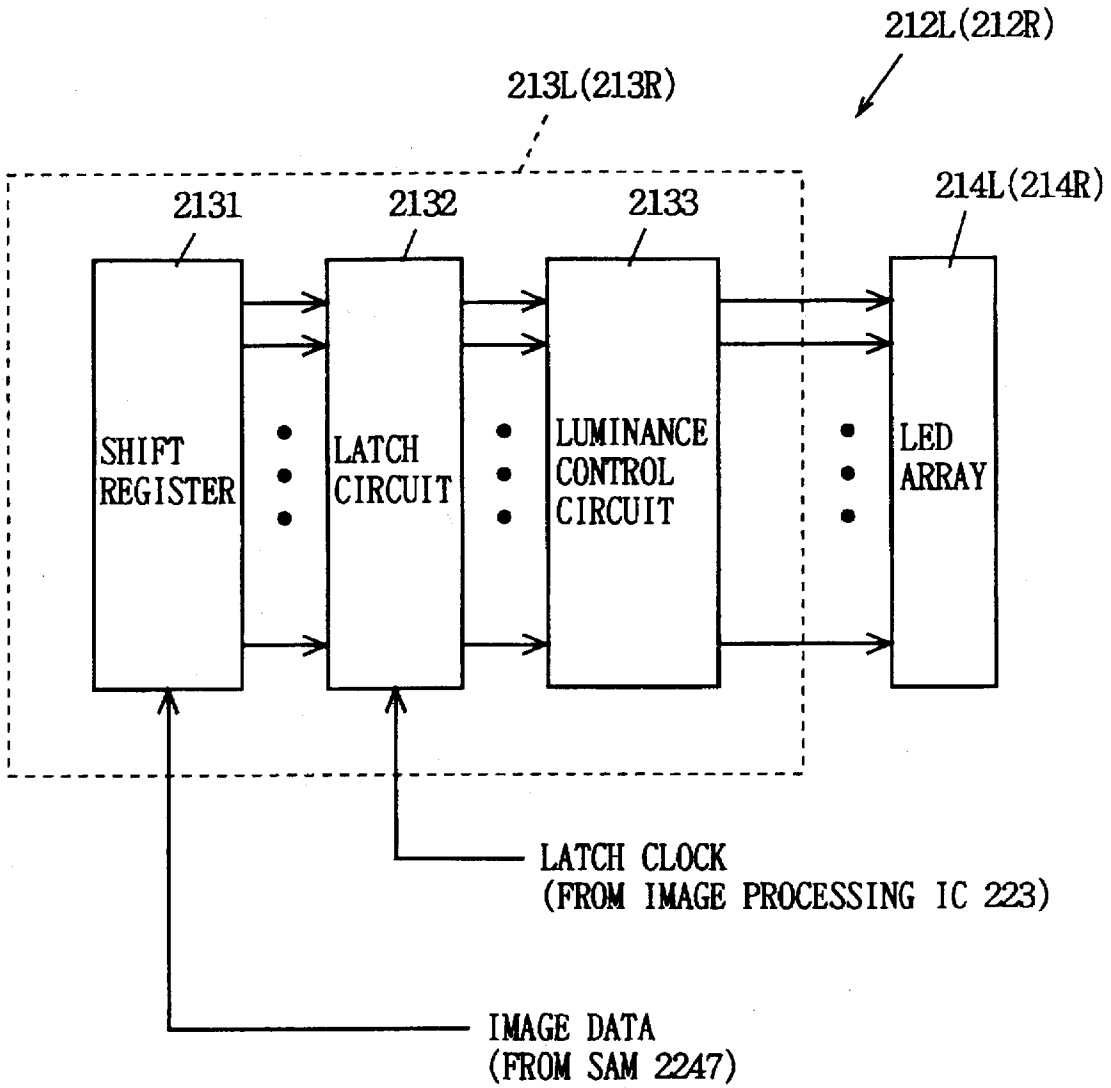 212L(212R)
213L(213R)
214L(214R)
2131
2132
2133
SHIFT
REGISTER
LATCH
CIRCUIT
LUMINANCE
CONTROL
CIRCUIT
LED
ARRAY
LATCH CLOCK
(FROM IMAGE PROCESSING IC 223)
IMAGE DATA
(FROM SAM 2247)